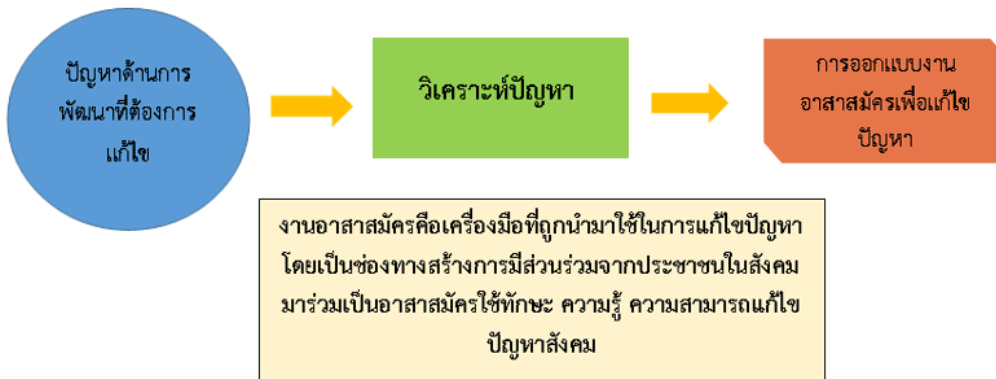 ปัญหาด้านการ
พัฒนาที่ต้องการ
แก้ไข
วิเคราะห์ปัญหา
การออกแบบงาน
อาสาสมัครเพื่อแก้ไข
ปัญหา
งานอาสาสมัครคือเครื่องมือที่ถูกนำมาใช้ในการแก้ไขปัญหา
โดยเป็นช่องทางสร้างการมีส่วนร่วมจากประชาชนในสังคม
มาร่วมเป็นอาสาสมัครใช้ทักษะ ความรู้ ความสามารถแก้ไข
ปัญหาสังคม